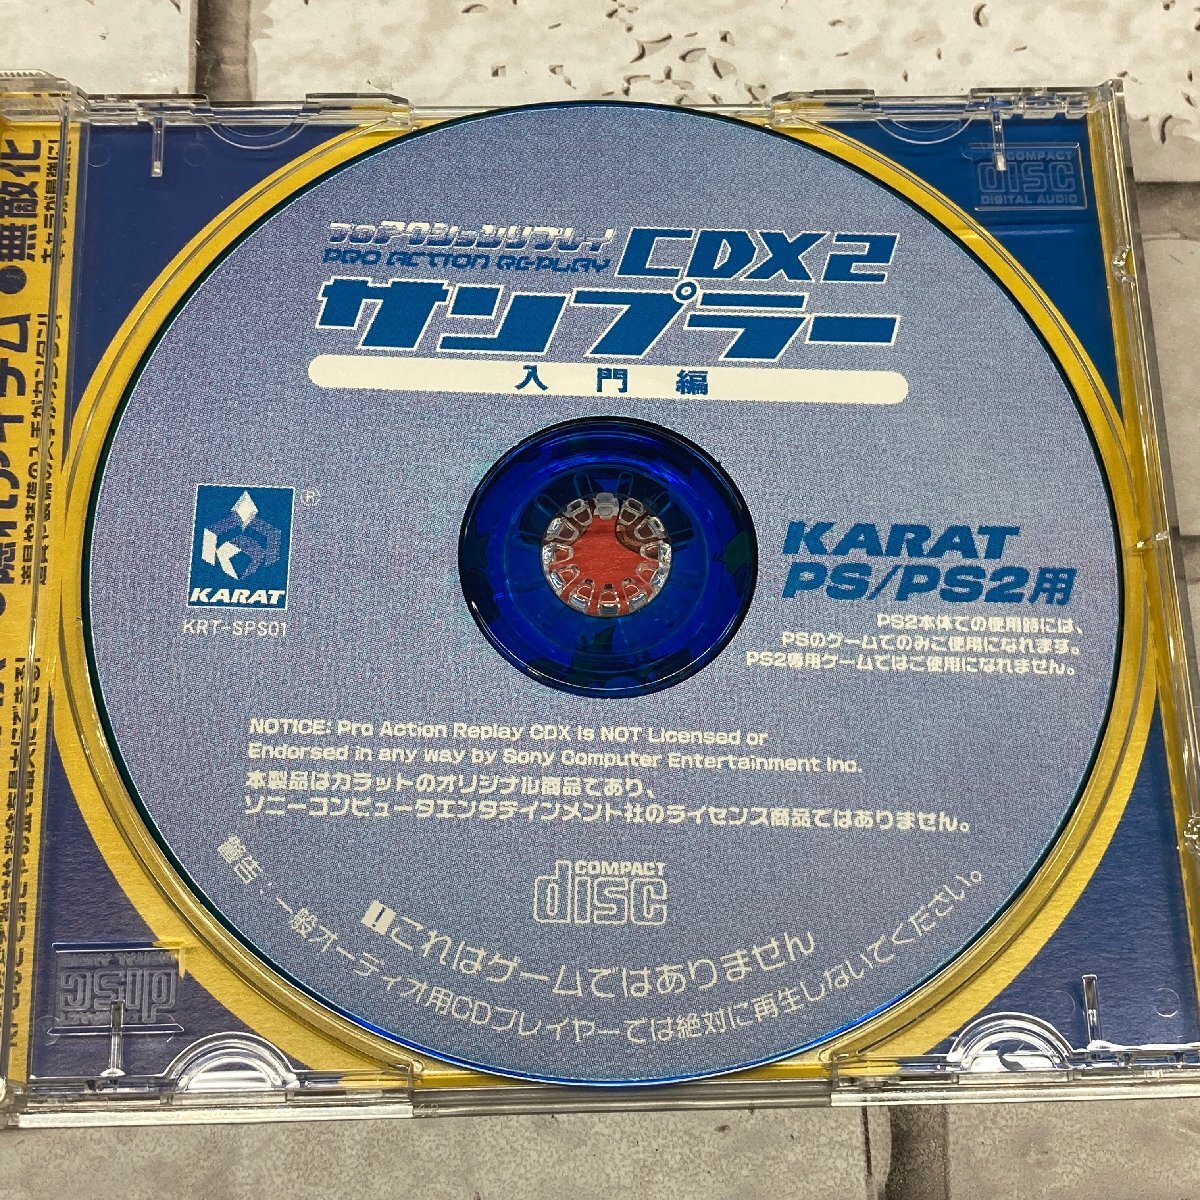 プロアクションリプレイ
PRO ACTION REPLAY
CDX2
サンプラー
入門編
®
KARAT
KRT-SPS01
KARAT
PS/PS2用
PS2本体での使用時には、
PSのゲームでのみご使用になれます。
PS2専用ゲームではご使用になれません。
NOTICE: Pro Action Replay CDX is NOT Licensed or
Endorsed in any way by Sony Computer Entertainment Inc.
本製品はカラットのオリジナル商品であり、
ソニーコンピュータエンタテインメント社のライセンス商品ではありません。
COMPACT
disc
!!これはゲームではありません
警告:一般オーディオ用CDプレイヤーでは絶対に再生しないでください。
COMPACT
disc
DIGITAL AUDIO
●無敵化